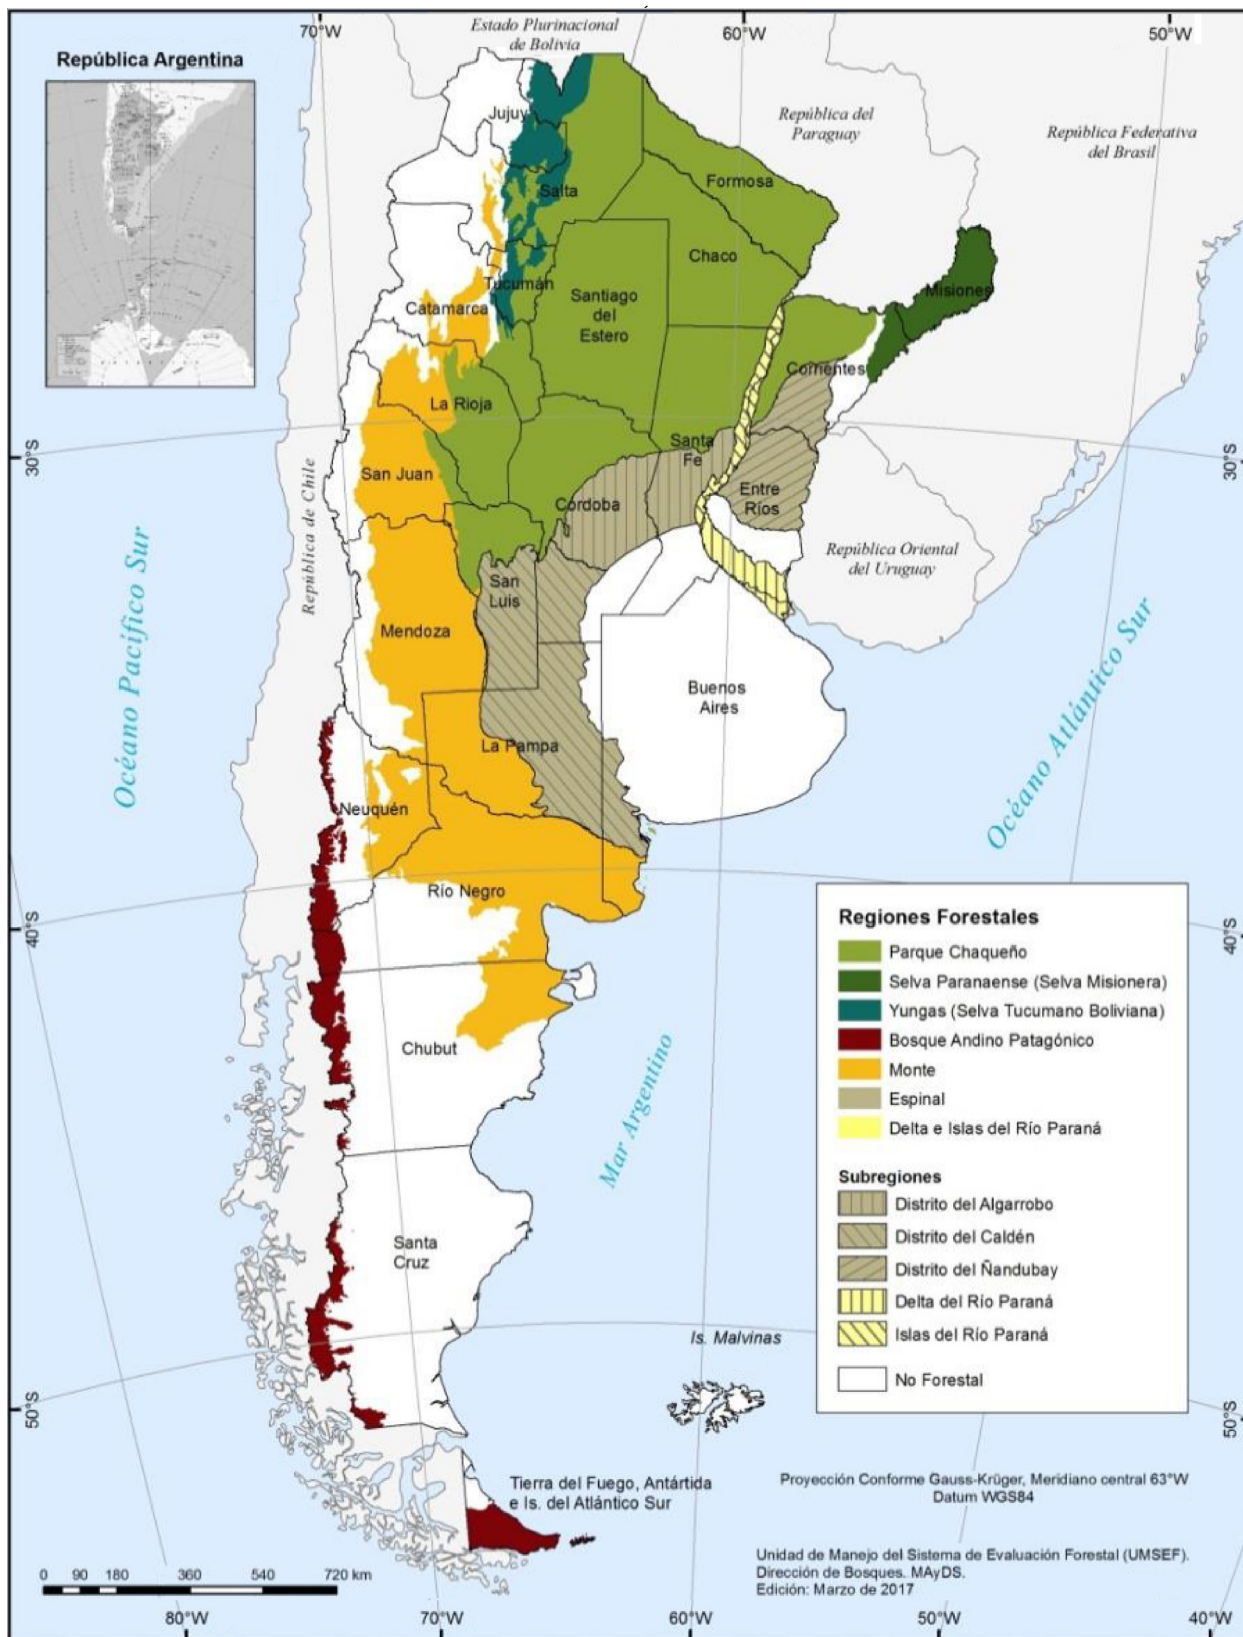 70°W
60°W
50°W
Estado Plurinacional
de Bolivia
República Argentina
República del
Paraguay
República Federativa
del Brasil
Jujuy
Salta
Formosa
Chaco
Misiones
Tucumán
Catamarca
Santiago
del
Estero
Corrientes
La Rioja
Santa
Fe
30°S
30°S
San Juan
Córdoba
Entre
Ríos
República de Chile
República Oriental
del Uruguay
San
Luis
Mendoza
Océano Pacífico Sur
Océano Atlántico Sur
Buenos
Aires
La Pampa
Neuquén
Río Negro
40°S
40°S
Chubut
Mar Argentino
Santa
Cruz
Is. Malvinas
50°S
50°S
Regiones Forestales
Parque Chaqueño
Selva Paranaense (Selva Misionera)
Yungas (Selva Tucumano Boliviana)
Bosque Andino Patagónico
Monte
Espinal
Delta e Islas del Río Paraná
Subregiones
Distrito del Algarrobo
Distrito del Caldén
Distrito del Ñandubay
Delta del Río Paraná
Islas del Río Paraná
No Forestal
Tierra del Fuego, Antártida
e Is. del Atlántico Sur
Proyección Conforme Gauss-Krüger, Meridiano central 63°W
Datum WGS84
Unidad de Manejo del Sistema de Evaluación Forestal (UMSEF).
Dirección de Bosques. MAyDS.
Edición: Marzo de 2017
0 90 180 360 540 720 km
80°W
70°W
60°W
50°W
40°W